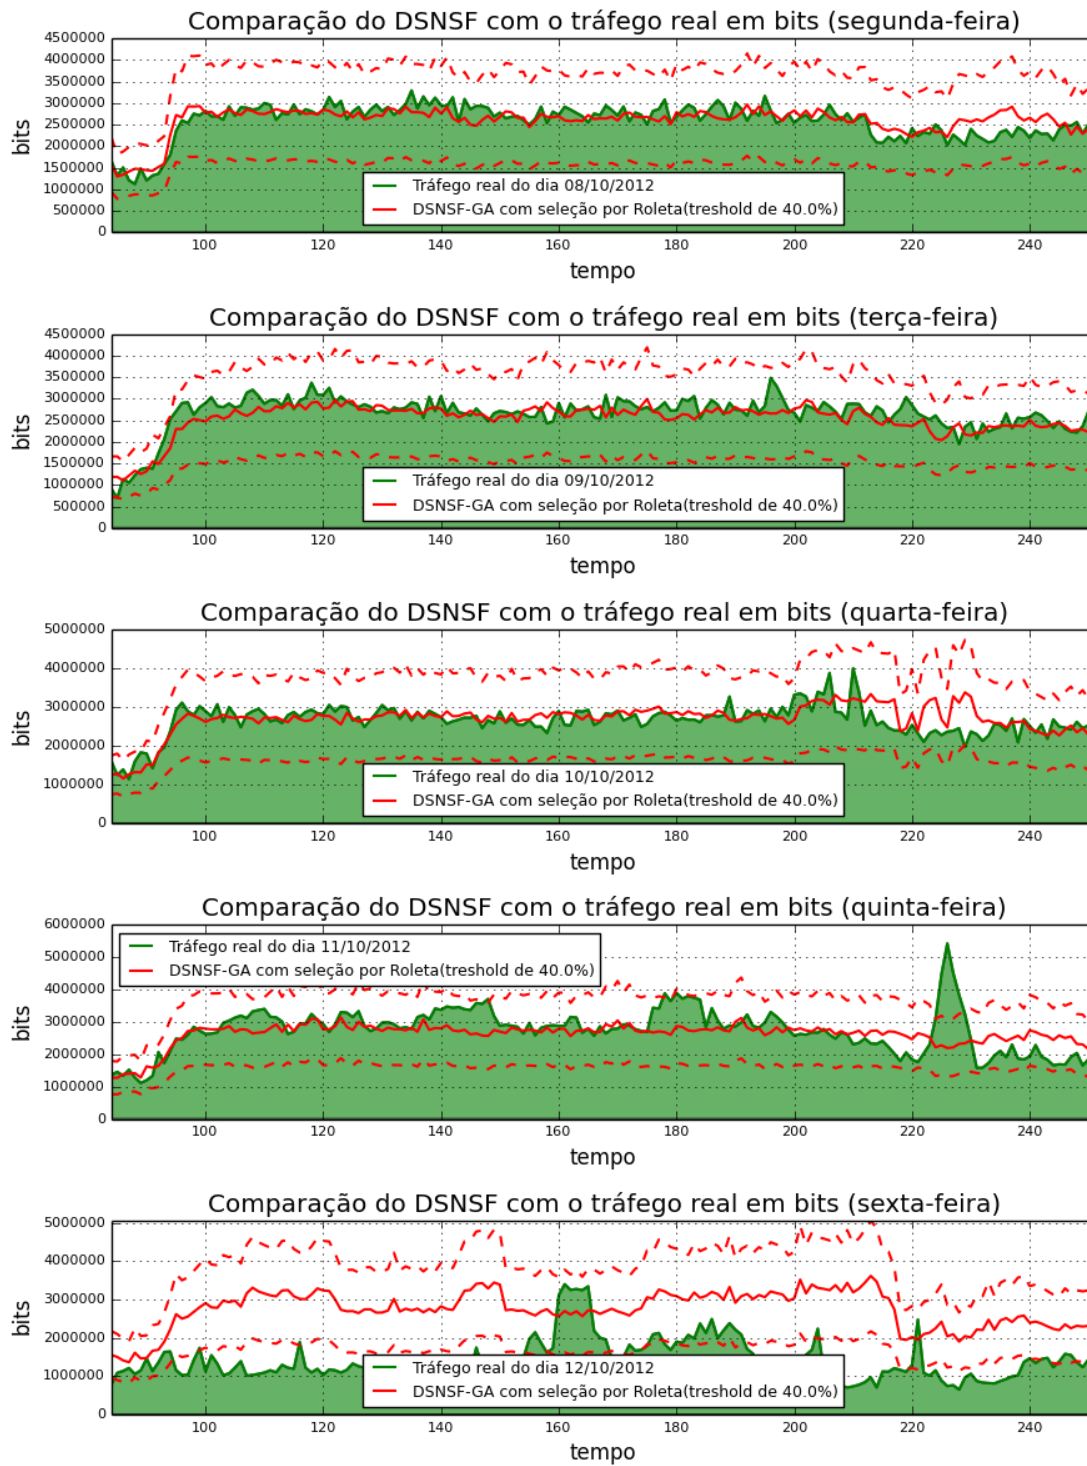 Comparação do DSNSF com o tráfego real em bits (segunda-feira)
4500000
4000000
3500000
3000000
2500000
2000000
1500000
1000000
500000
0
bits
Tráfego real do dia 08/10/2012
DSNSF-GA com seleção por Roleta(treshold de 40.0%)
100 120 140 160 180 200 220 240
tempo
Comparação do DSNSF com o tráfego real em bits (terça-feira)
4500000
4000000
3500000
3000000
2500000
2000000
1500000
1000000
500000
0
bits
Tráfego real do dia 09/10/2012
DSNSF-GA com seleção por Roleta(treshold de 40.0%)
100 120 140 160 180 200 220 240
tempo
Comparação do DSNSF com o tráfego real em bits (quarta-feira)
5000000
4000000
3000000
2000000
1000000
0
bits
Tráfego real do dia 10/10/2012
DSNSF-GA com seleção por Roleta(treshold de 40.0%)
100 120 140 160 180 200 220 240
tempo
Comparação do DSNSF com o tráfego real em bits (quinta-feira)
6000000
5000000
4000000
3000000
2000000
1000000
0
bits
Tráfego real do dia 11/10/2012
DSNSF-GA com seleção por Roleta(treshold de 40.0%)
100 120 140 160 180 200 220 240
tempo
Comparação do DSNSF com o tráfego real em bits (sexta-feira)
5000000
4000000
3000000
2000000
1000000
0
bits
Tráfego real do dia 12/10/2012
DSNSF-GA com seleção por Roleta(treshold de 40.0%)
100 120 140 160 180 200 220 240
tempo